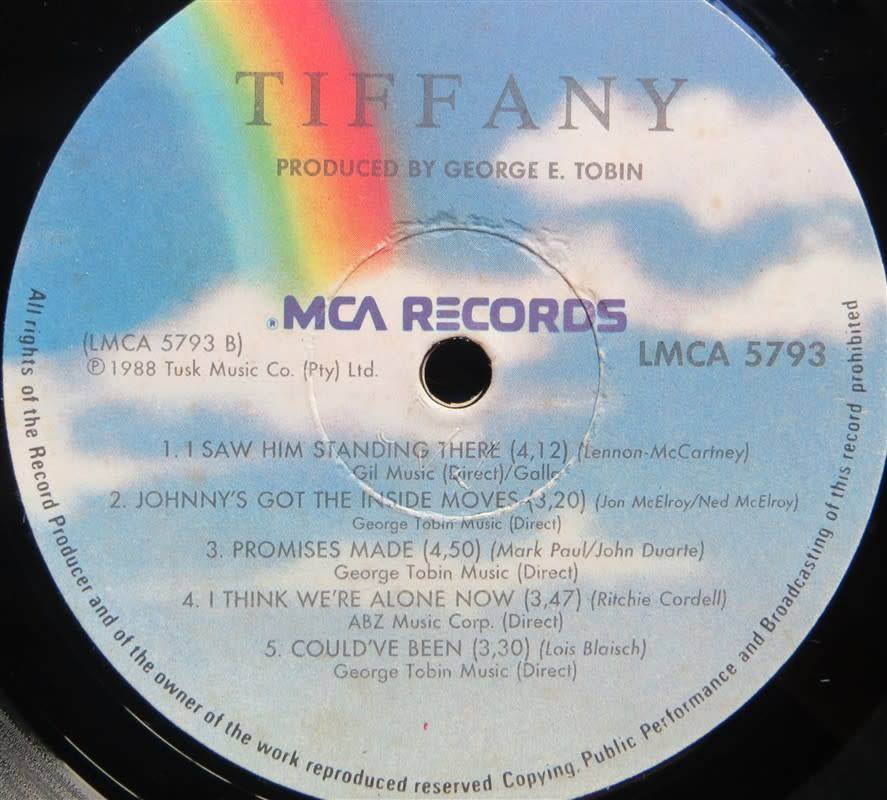 TIFFANY
PRODUCED BY GEORGE E. TOBIN
® MCA RECORDS
(LMCA 5793 B)
℗ 1988 Tusk Music Co. (Pty) Ltd.
LMCA 5793
1. I SAW HIM STANDING THERE (4,12) (Lennon-McCartney)
Gil Music (Direct)/Gallo
2. JOHNNY'S GOT THE INSIDE MOVES (3,20) (Jon McElroy/Ned McElroy)
George Tobin Music (Direct)
3. PROMISES MADE (4,50) (Mark Paul/John Duarte)
George Tobin Music (Direct)
4. I THINK WE'RE ALONE NOW (3,47) (Ritchie Cordell)
ABZ Music Corp. (Direct)
5. COULD'VE BEEN (3,30) (Lois Blaisch)
George Tobin Music (Direct)
All rights of the Record Producer and of the owner of the work reproduced reserved Copying, Public Performance and Broadcasting of this record prohibited